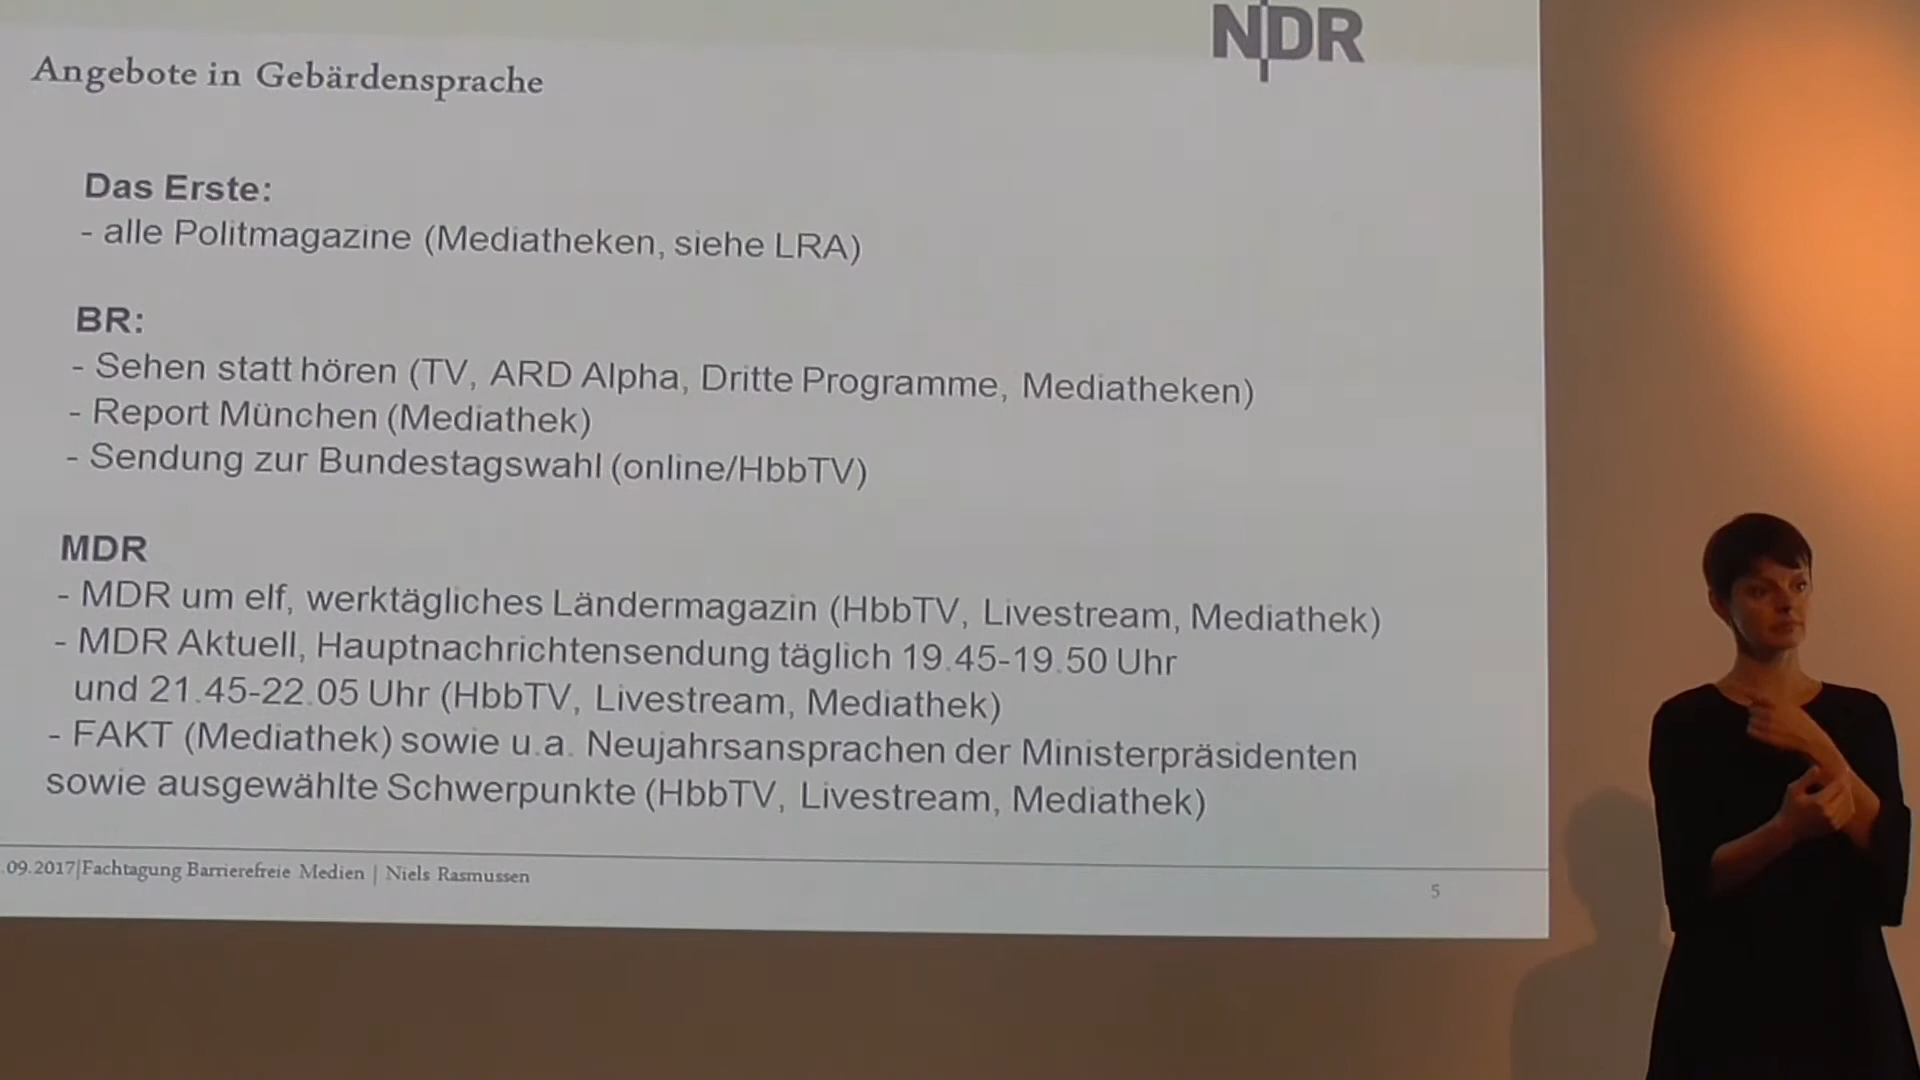 NDR
Angebote in Gebärdensprache
Das Erste:
- alle Politmagazine (Mediatheken, siehe LRA)
BR:
- Sehen statt hören (TV, ARD Alpha, Dritte Programme, Mediatheken)
- Report München (Mediathek)
- Sendung zur Bundestagswahl (online/HbbTV)
MDR
- MDR um elf, werktägliches Ländermagazin (HbbTV, Livestream, Mediathek)
- MDR Aktuell, Hauptnachrichtensendung täglich 19.45-19.50 Uhr
und 21.45-22.05 Uhr (HbbTV, Livestream, Mediathek)
- FAKT (Mediathek) sowie u.a. Neujahrsansprachen der Ministerpräsidenten
sowie ausgewählte Schwerpunkte (HbbTV, Livestream, Mediathek)
.09.2017|Fachtagung Barrierefreie Medien | Niels Rasmussen
5